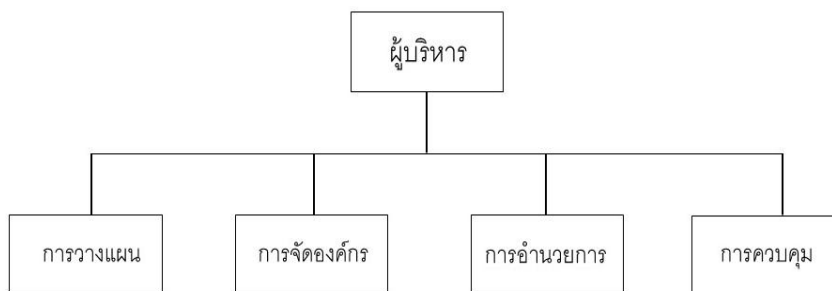 ผู้บริหาร
การวางแผน
การจัดองค์กร
การอำนวยการ
การควบคุม